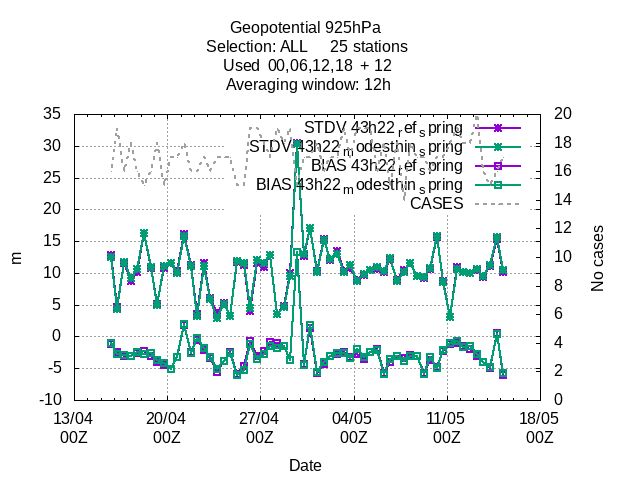 Geopotential 925hPa
Selection: ALL 25 stations
Used 00,06,12,18 + 12
Averaging window: 12h
35 20
30 18
25 16
20 14
15 12
10 10
5 8
0 6
-5 4
-10 2
0
m
No cases
STDV 43h22_ref_spring
STDV 43h22_modestnin_spring
BIAS 43h22_ref_spring
BIAS 43h22_modestnin_spring
CASES
13/04 20/04 27/04 04/05 11/05 18/05
00Z 00Z 00Z 00Z 00Z 00Z
Date